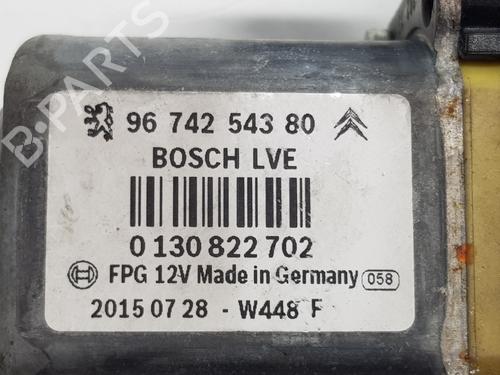 96 742 543 80
BOSCH LVE
0 130 822 702
FPG 12V Made in Germany 058
2015 07 28 - W448 F
B-PARTS